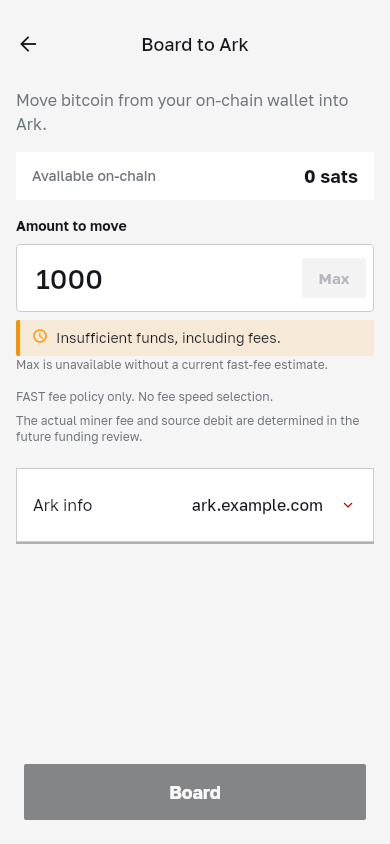 Board to Ark
Move bitcoin from your on-chain wallet into
Ark.
Available on-chain 0 sats
Amount to move
1000 Max
Insufficient funds, including fees.
Max is unavailable without a current fast-fee estimate.
FAST fee policy only. No fee speed selection.
The actual miner fee and source debit are determined in the
future funding review.
Ark info ark.example.com
Board